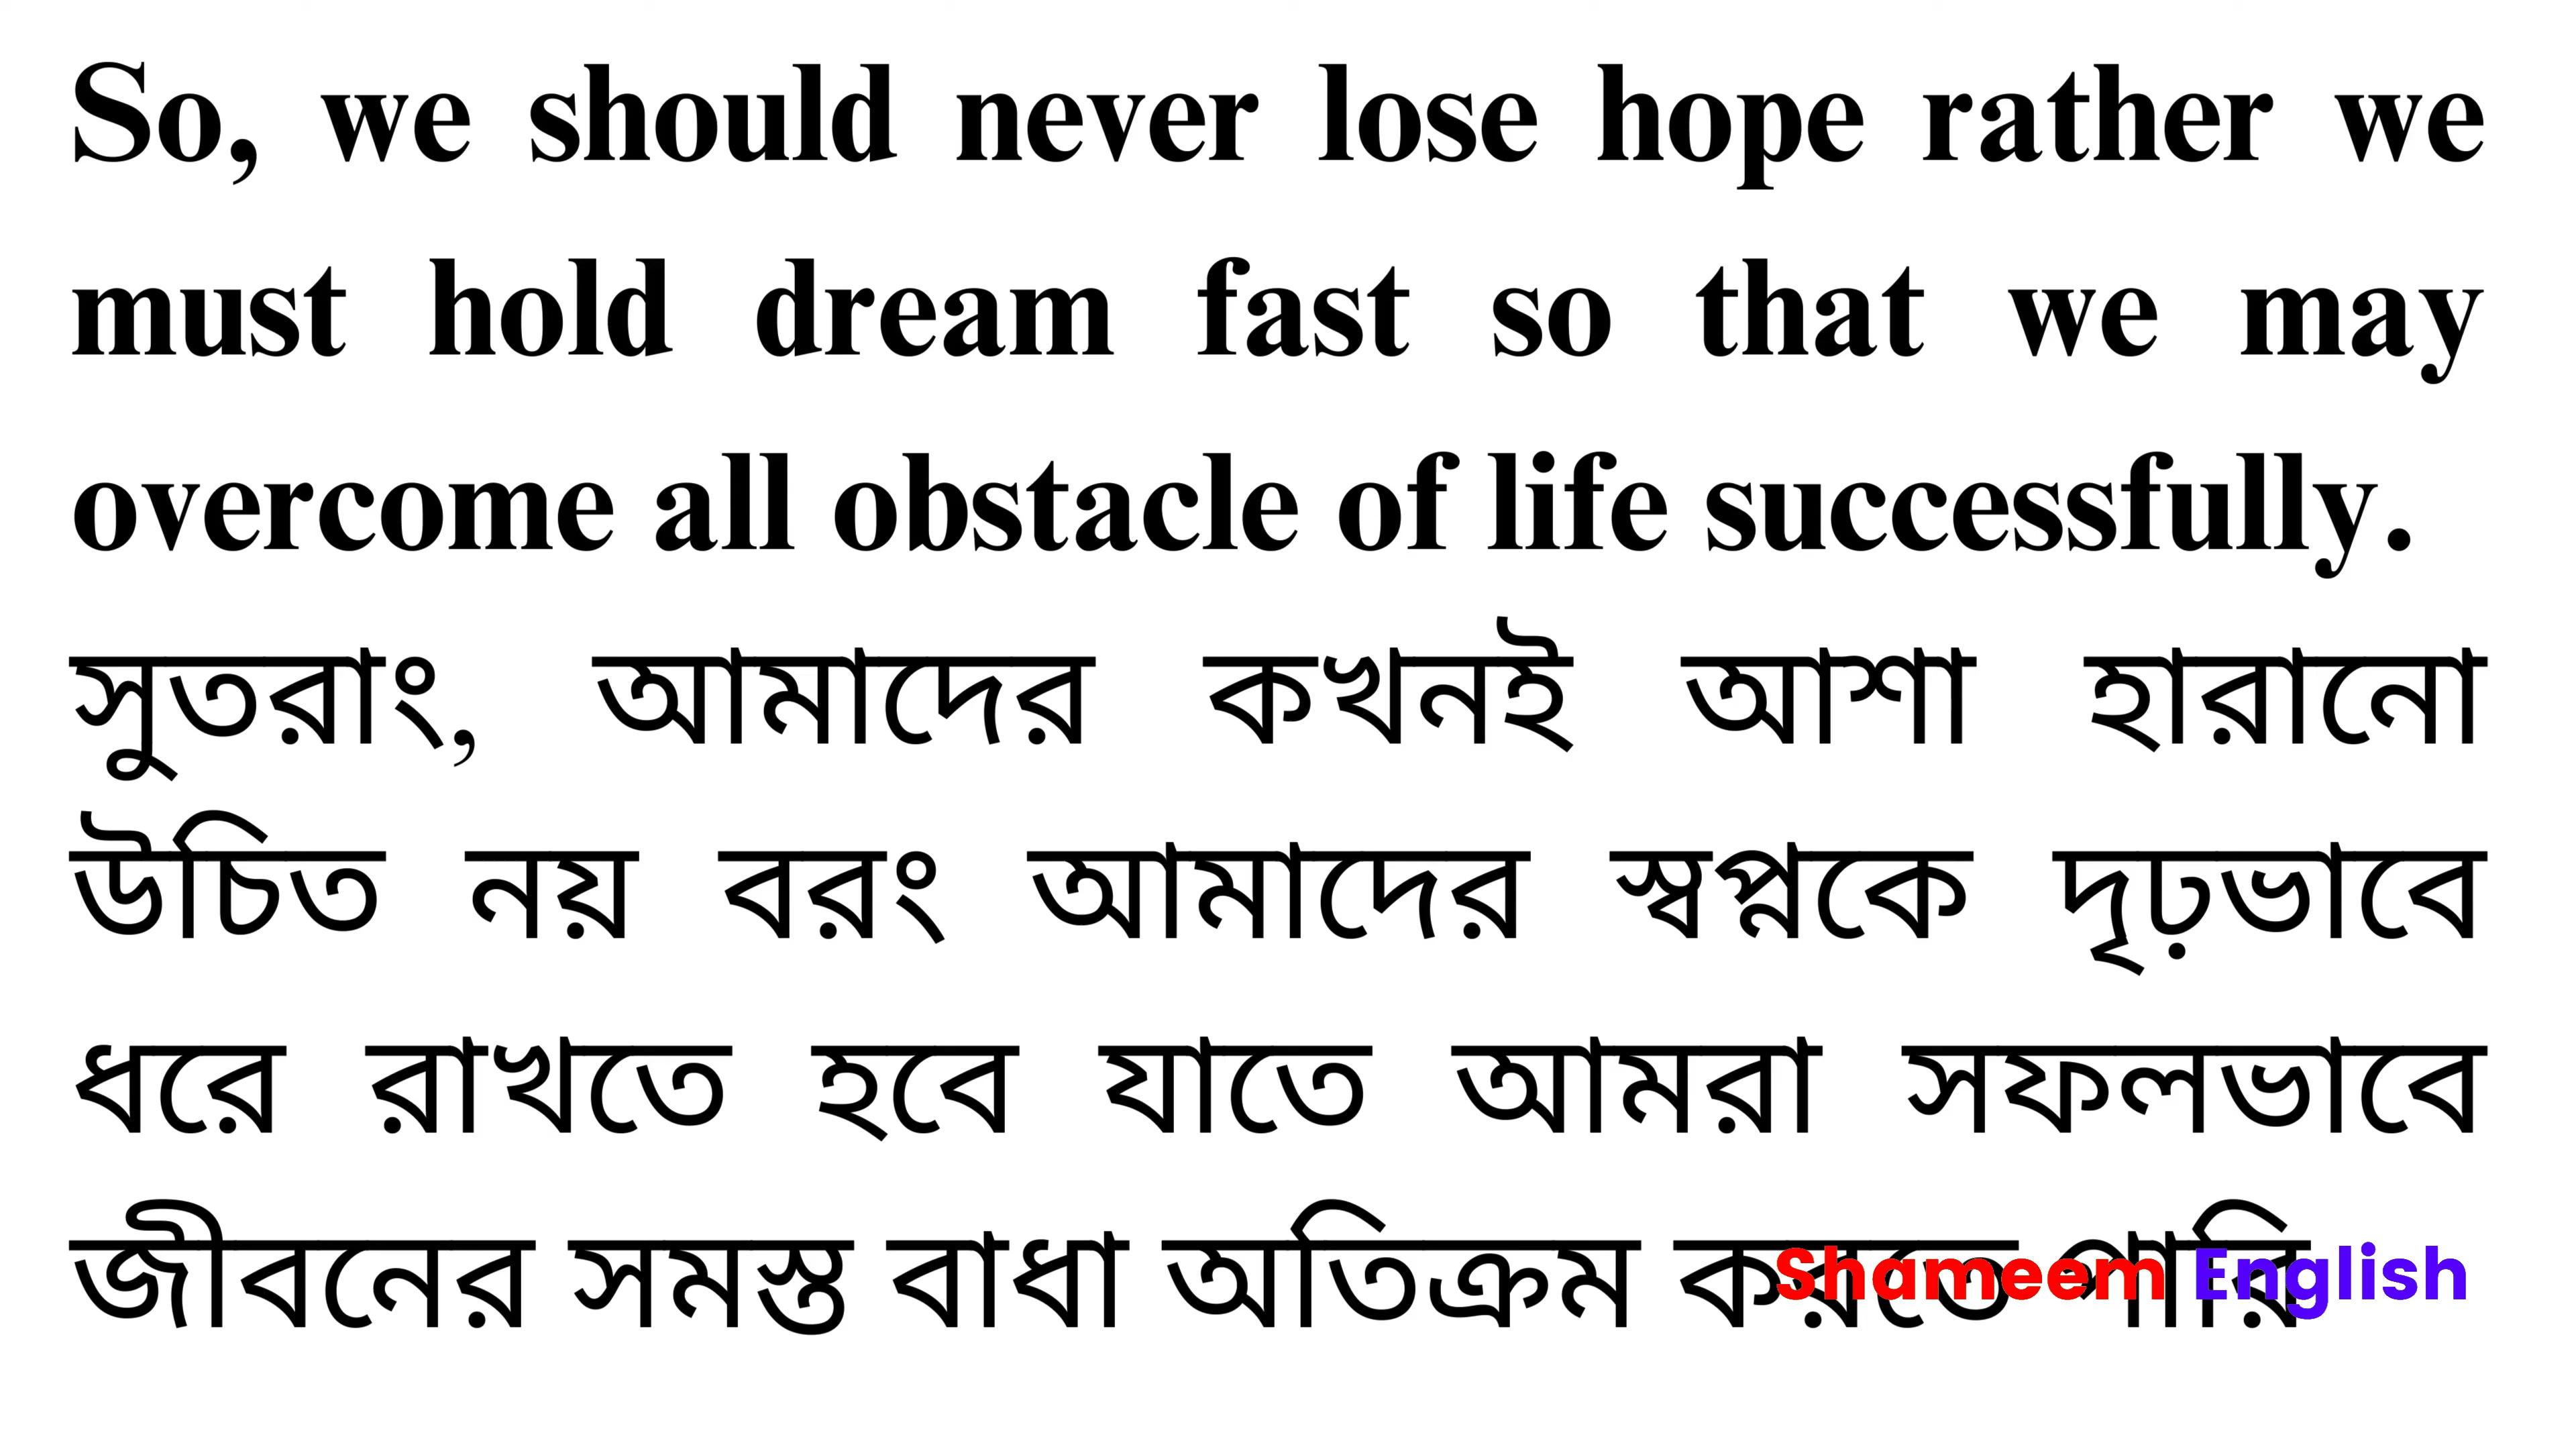 So, we should never lose hope rather we
must hold dream fast so that we may
overcome all obstacle of life successfully.
সুতরাং, আমাদের কখনই আশা হারানো
উচিত নয় বরং আমাদের স্বপ্নকে দৃঢ়ভাবে
ধরে রাখতে হবে যাতে আমরা সফলভাবে
জীবনের সমস্ত বাধা অতিক্রম করতে পারি
Shameem English